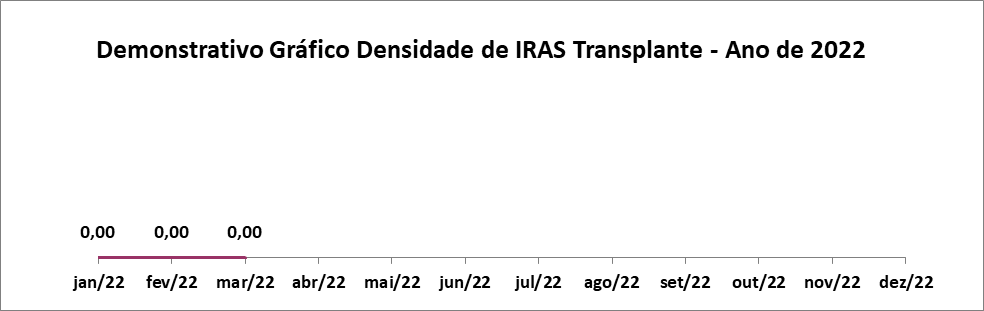 Demonstrativo Gráfico Densidade de IRAS Transplante - Ano de 2022
0,00 0,00 0,00
jan/22 fev/22 mar/22 abr/22 mai/22 jun/22 jul/22 ago/22 set/22 out/22 nov/22 dez/22